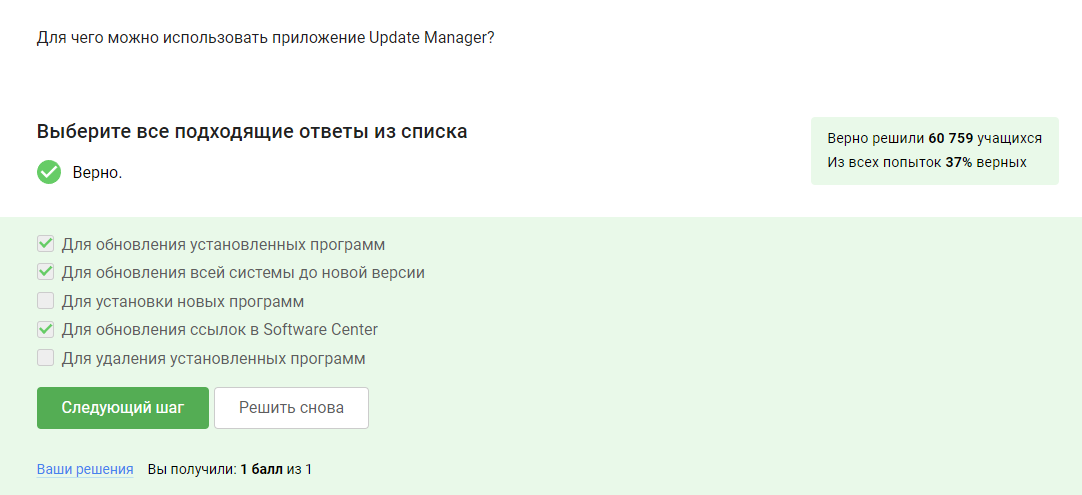 Для чего можно использовать приложение Update Manager?
Выберите все подходящие ответы из списка
Верно.
Верно решили 60 759 учащихся
Из всех попыток 37% верных
Для обновления установленных программ
Для обновления всей системы до новой версии
Для установки новых программ
Для обновления ссылок в Software Center
Для удаления установленных программ
Следующий шаг
Решить снова
Ваши решения Вы получили: 1 балл из 1